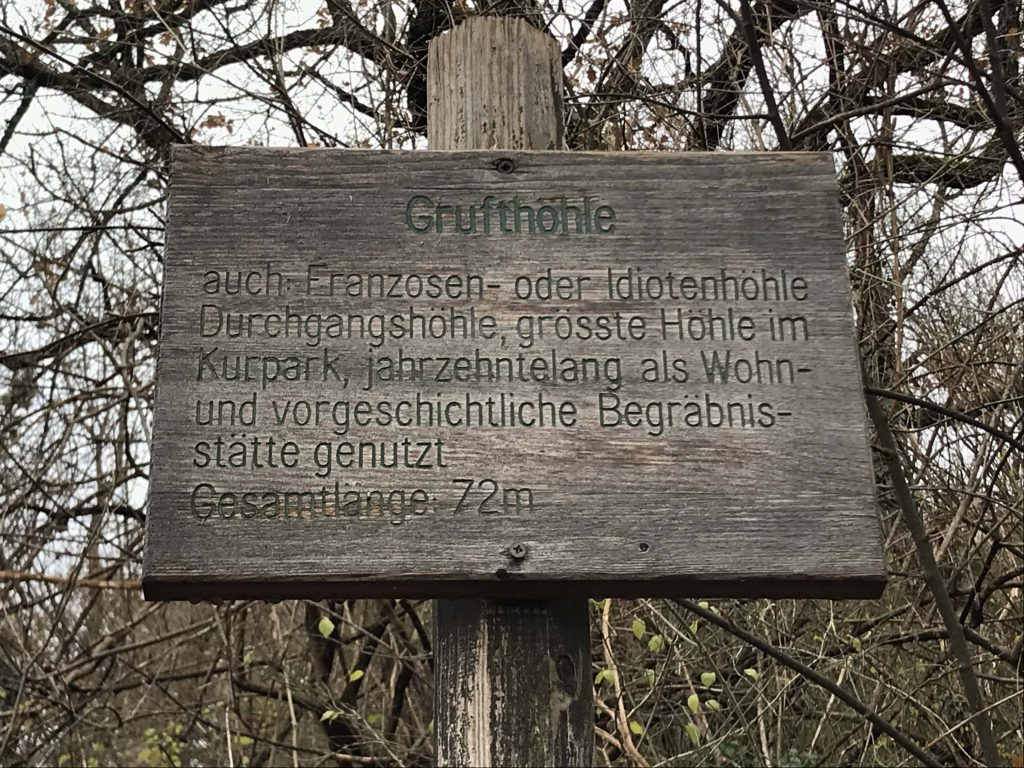 Grufthöhle
auch: Franzosen- oder Idiotenhöhle
Durchgangshöhle, grösste Höhle im
Kurpark, jahrzehntelang als Wohn-
und vorgeschichtliche Begräbnis-
stätte genutzt
Gesamtlänge: 72m